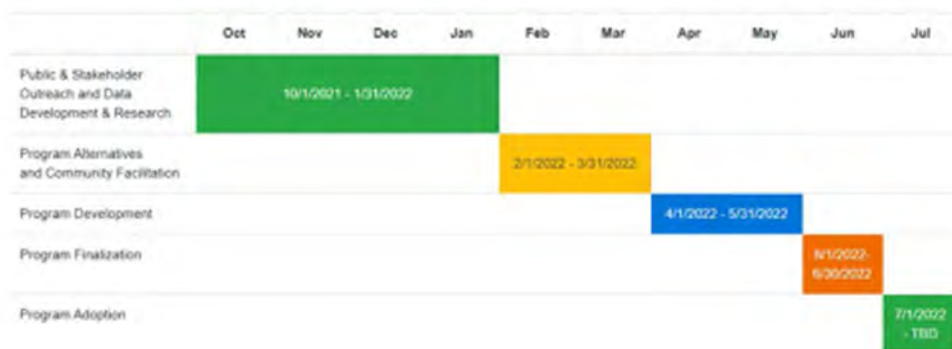 Oct Nov Dec Jan Feb Mar Apr May Jun Jul
Public & Stakeholder
Outreach and Data
Development & Research
10/1/2021 - 1/31/2022
Program Alternatives
and Community Facilitation
2/1/2022 - 3/31/2022
Program Development
4/1/2022 - 5/31/2022
Program Finalization
6/1/2022-
6/30/2022
Program Adoption
7/1/2022
- TBD